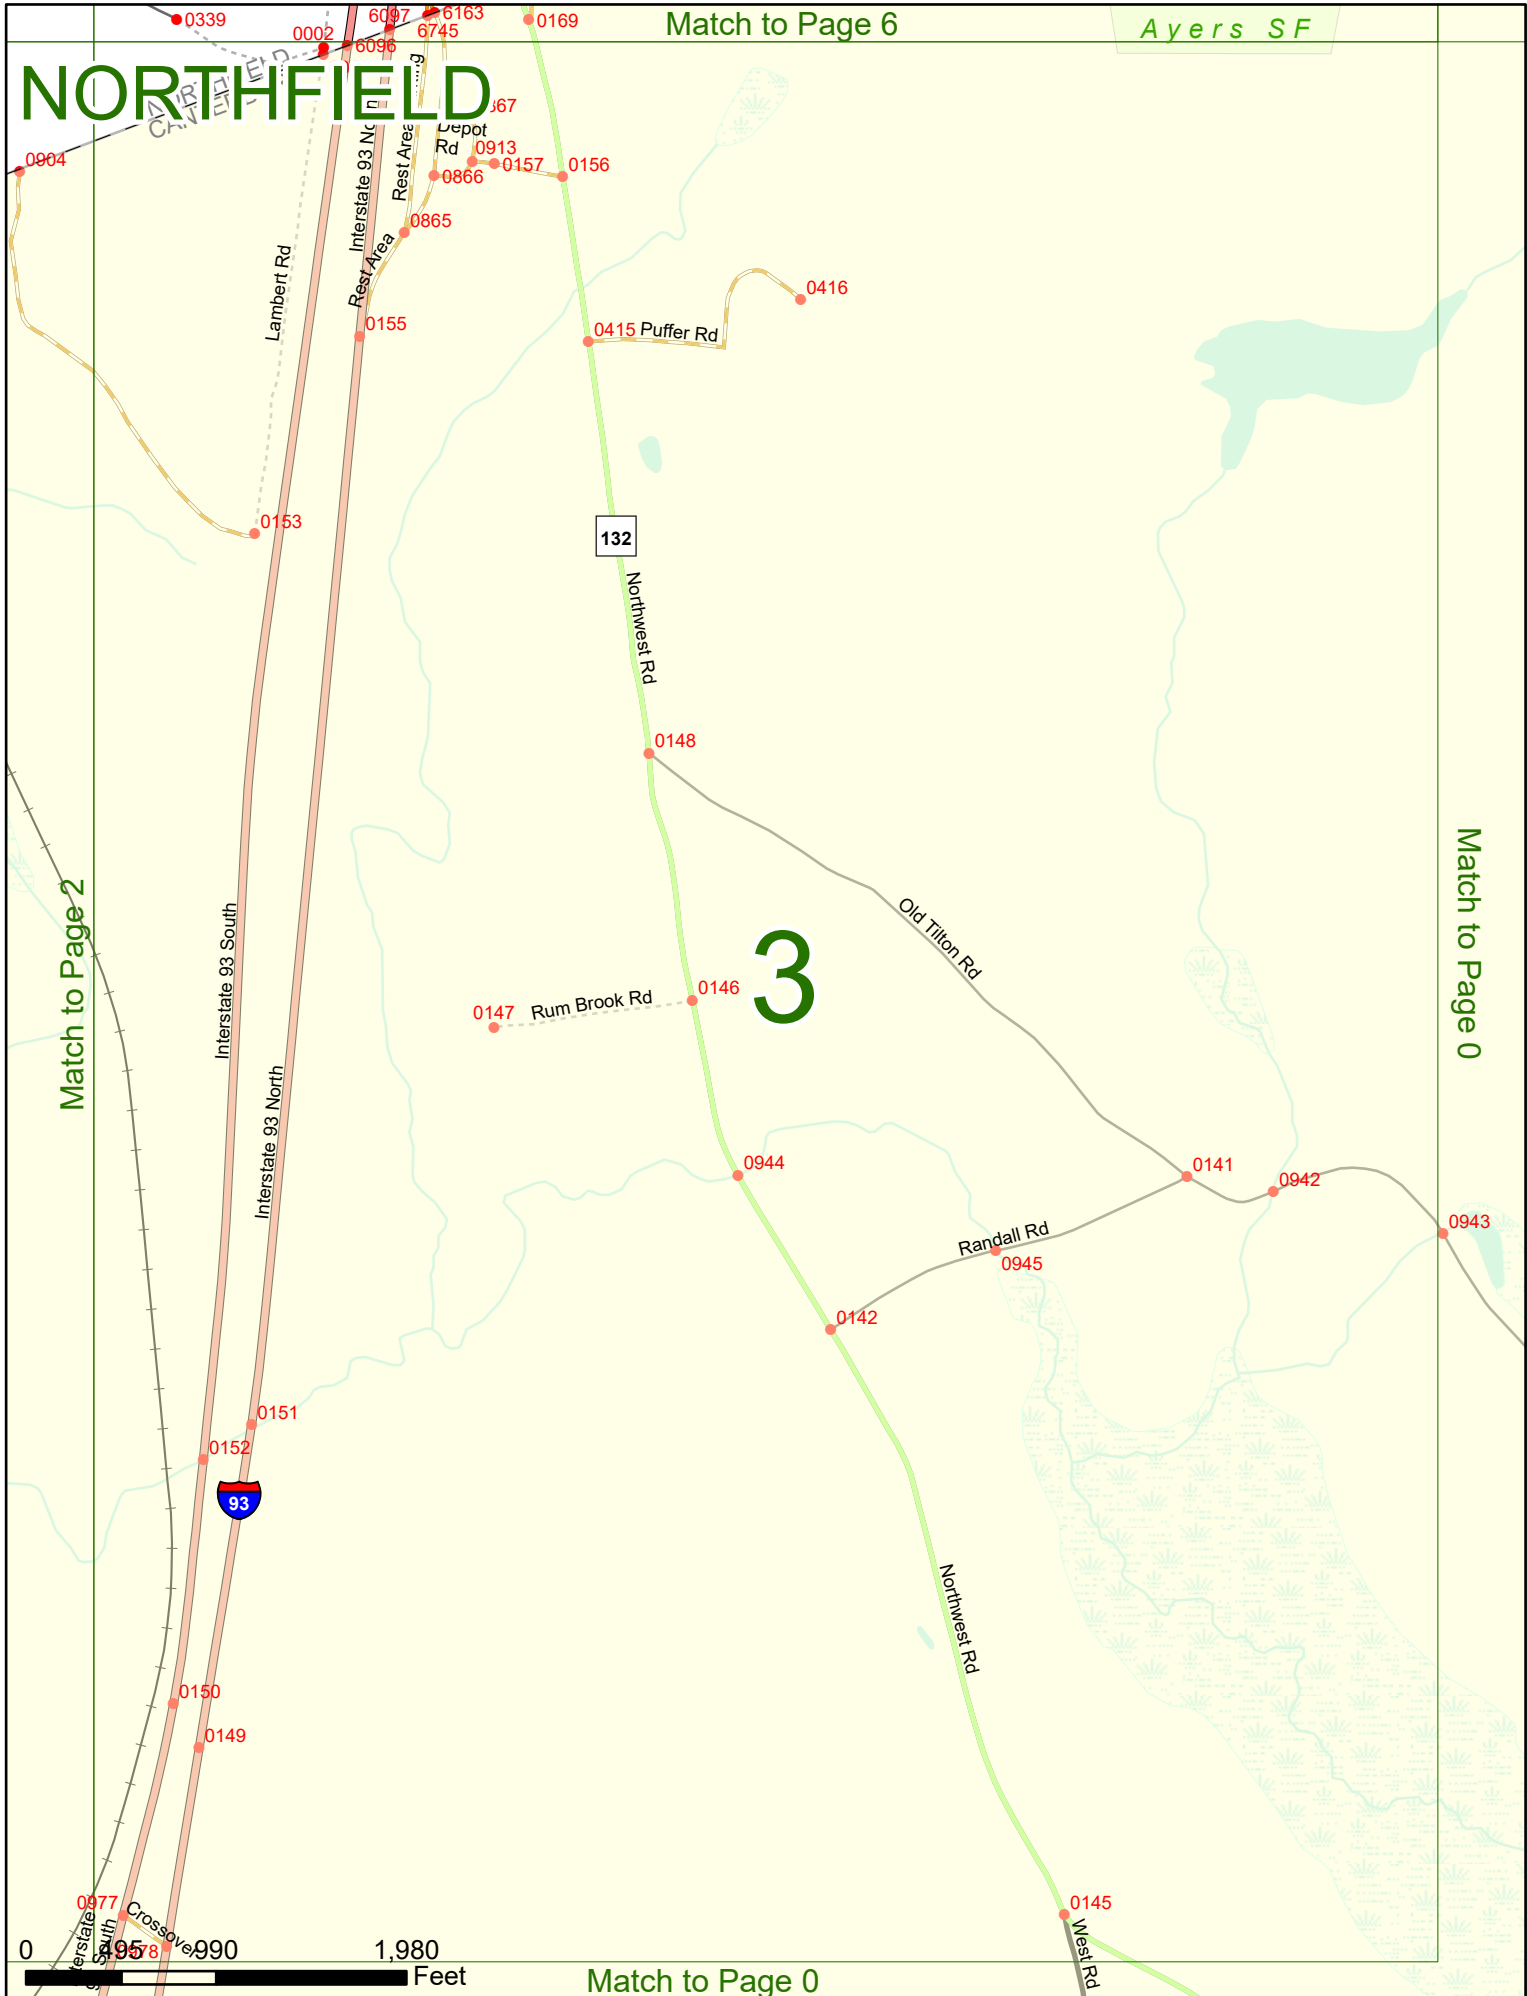 0339
0002
6097
6163
6745
6096
0169
Match to Page 6
Ayers SF
NORTHFIELD
0904
Depot
Rd
0913
0157
0156
0866
0865
Interstate 93 No
Rest Area
Rest Area
Lambert Rd
0155
0416
0415
Puffer Rd
0153
132
Northwest Rd
0148
Old Tilton Rd
Match to Page 2
Match to Page 0
Interstate 93 South
3
0146
Rum Brook Rd
0147
Interstate 93 North
0944
0141
0942
0943
Randall Rd
0945
0142
0151
0152
93
Northwest Rd
0150
0149
0977
Crossover
0978
0145
West Rd
South
0
495
990
1,980
Feet
Match to Page 0